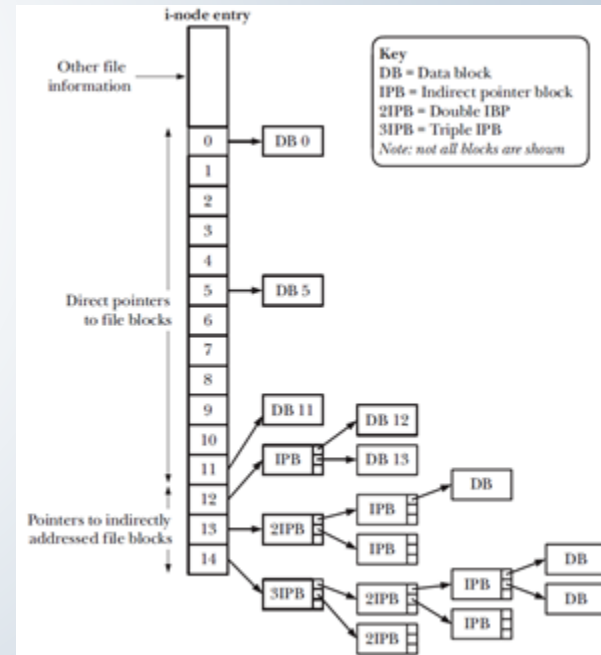 i-node entry
Other file
information
Key
DB = Data block
IPB = Indirect pointer block
2IPB = Double IBP
3IPB = Triple IPB
Note: not all blocks are shown
Direct pointers
to file blocks
Pointers to indirectly
addressed file blocks
0
1
2
3
4
5
6
7
8
9
10
11
12
13
14
DB 0
DB 5
DB 11
DB 12
IPB
DB 13
DB
IPB
2IPB
IPB
DB
IPB
3IPB
2IPB
DB
IPB
2IPB